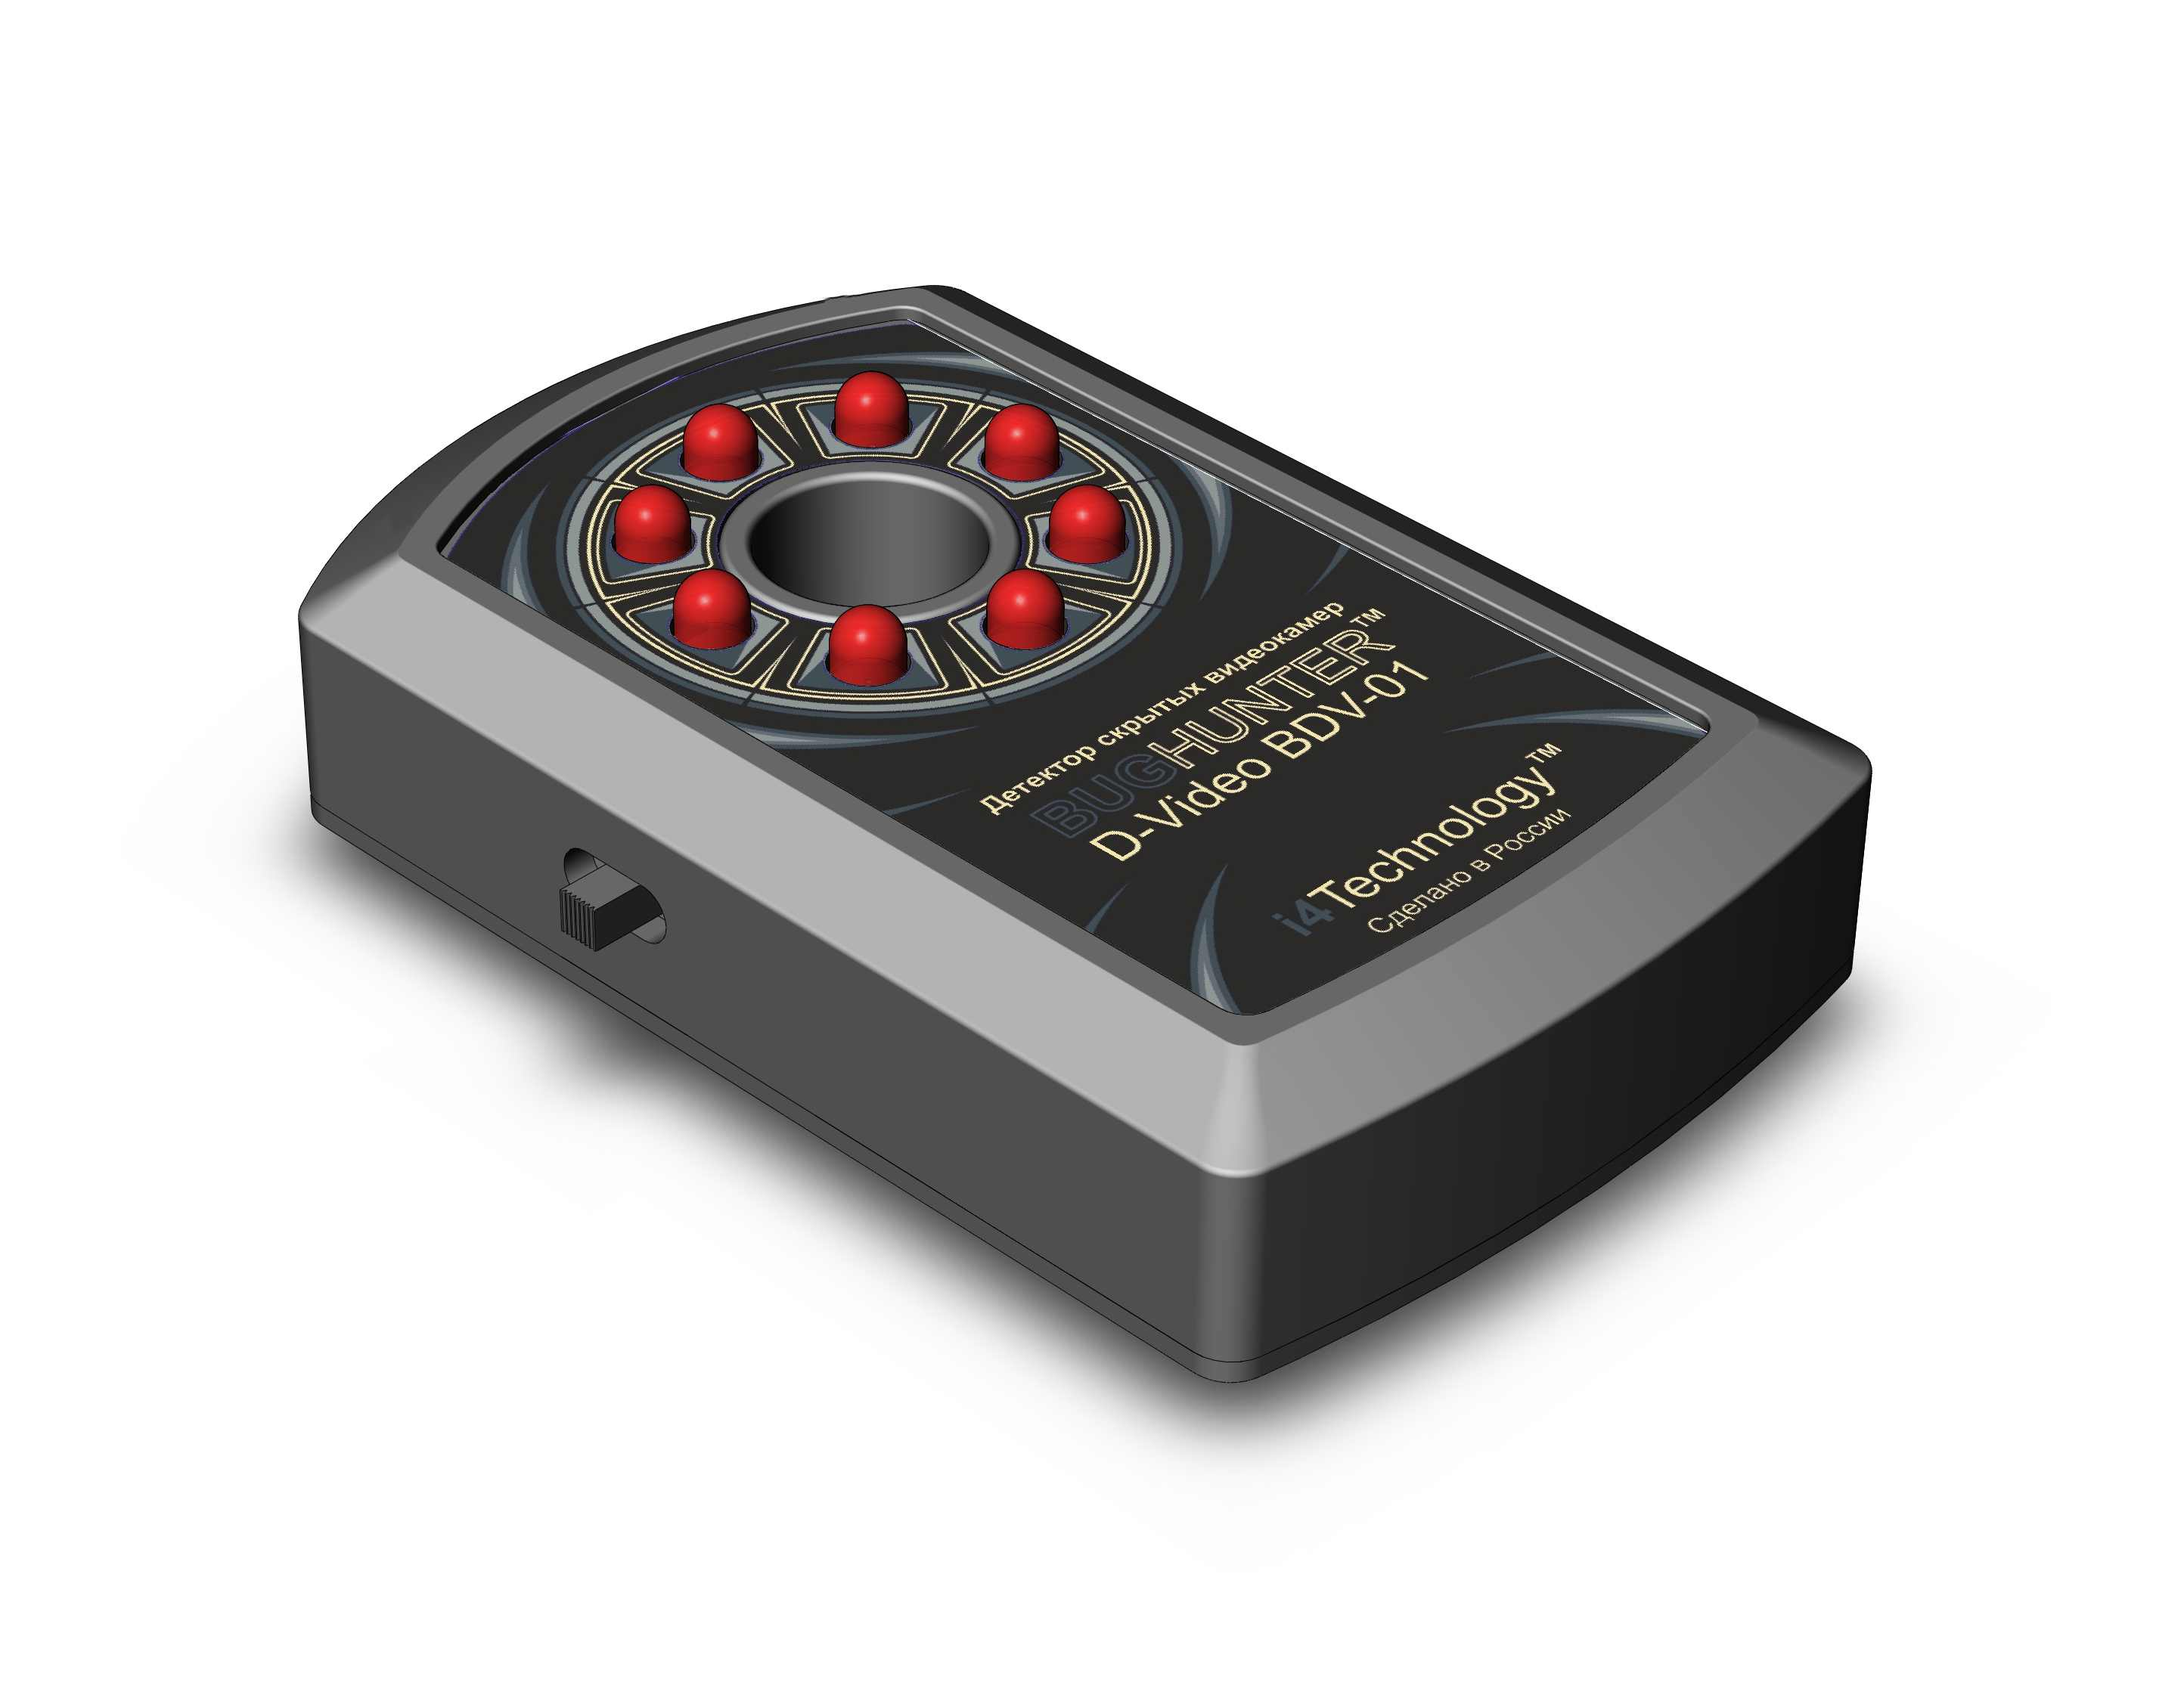 Детектор скрытых видеокамер
BUGHUNTER™
D-Video BDV-01
i4Technology™
Сделано в России